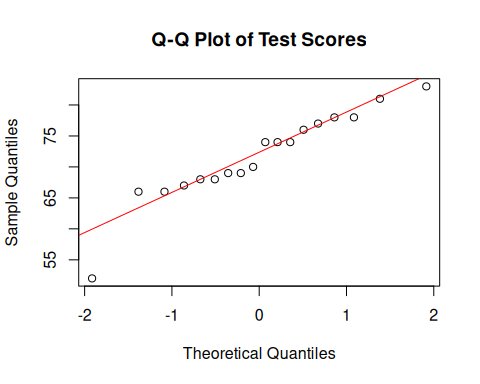 Q-Q Plot of Test Scores
Sample Quantiles
75
65
55
-2 -1 0 1 2
Theoretical Quantiles